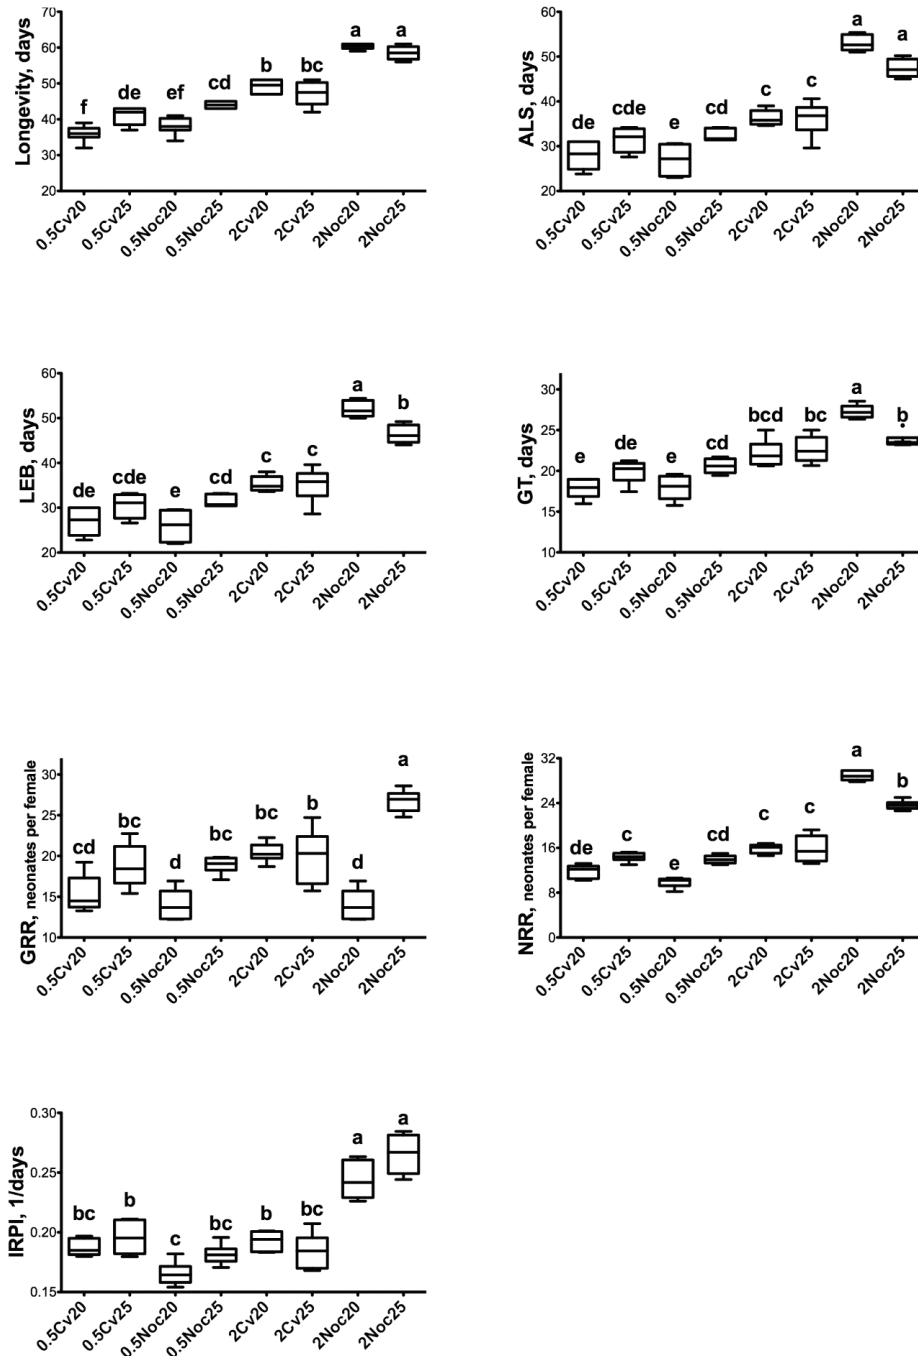 Longevity, days
70
60
50
40
30
20
f
de
ef
cd
b
bc
a
a
0.5Cv20
0.5Cv25
0.5Noc20
0.5Noc25
2Cv20
2Cv25
2Noc20
2Noc25
ALS, days
60
50
40
30
20
de
cde
e
cd
c
c
a
a
0.5Cv20
0.5Cv25
0.5Noc20
0.5Noc25
2Cv20
2Cv25
2Noc20
2Noc25
LEB, days
60
50
40
30
20
de
cde
e
cd
c
c
a
b
0.5Cv20
0.5Cv25
0.5Noc20
0.5Noc25
2Cv20
2Cv25
2Noc20
2Noc25
GT, days
30
25
20
15
10
e
de
e
cd
bcd
bc
a
b
0.5Cv20
0.5Cv25
0.5Noc20
0.5Noc25
2Cv20
2Cv25
2Noc20
2Noc25
GRR, neonates per female
30
25
20
15
10
cd
bc
d
bc
bc
b
d
a
0.5Cv20
0.5Cv25
0.5Noc20
0.5Noc25
2Cv20
2Cv25
2Noc20
2Noc25
NRR, neonates per female
32
24
16
8
0
de
c
e
cd
c
c
a
b
0.5Cv20
0.5Cv25
0.5Noc20
0.5Noc25
2Cv20
2Cv25
2Noc20
2Noc25
IRPI, 1/days
0.30
0.25
0.20
0.15
bc
b
c
bc
b
bc
a
a
0.5Cv20
0.5Cv25
0.5Noc20
0.5Noc25
2Cv20
2Cv25
2Noc20
2Noc25